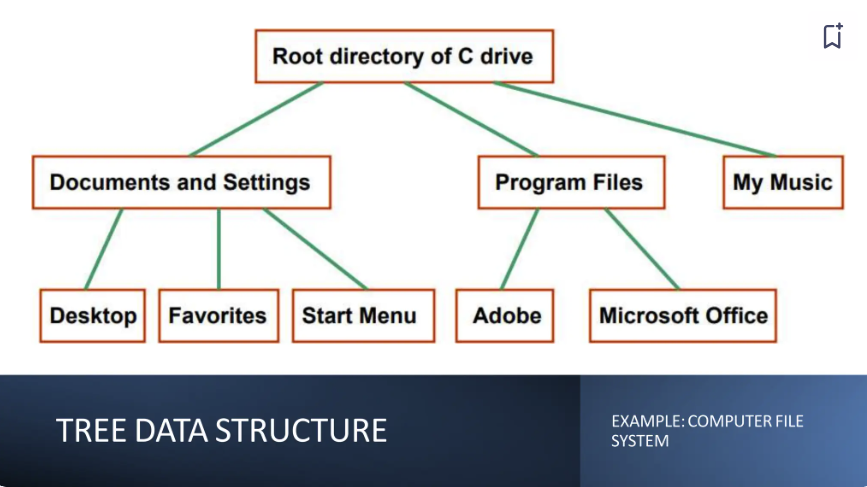 Root directory of C drive
Documents and Settings
Program Files
My Music
Desktop
Favorites
Start Menu
Adobe
Microsoft Office
TREE DATA STRUCTURE
EXAMPLE: COMPUTER FILE
SYSTEM